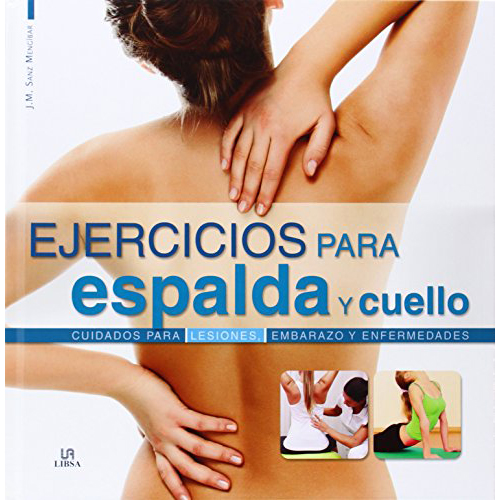 J.M. SANZ MENGÍBAR
EJERCICIOS PARA
espalda Y cuello
CUIDADOS PARA LESIONES, EMBARAZO Y ENFERMEDADES
LIBSA